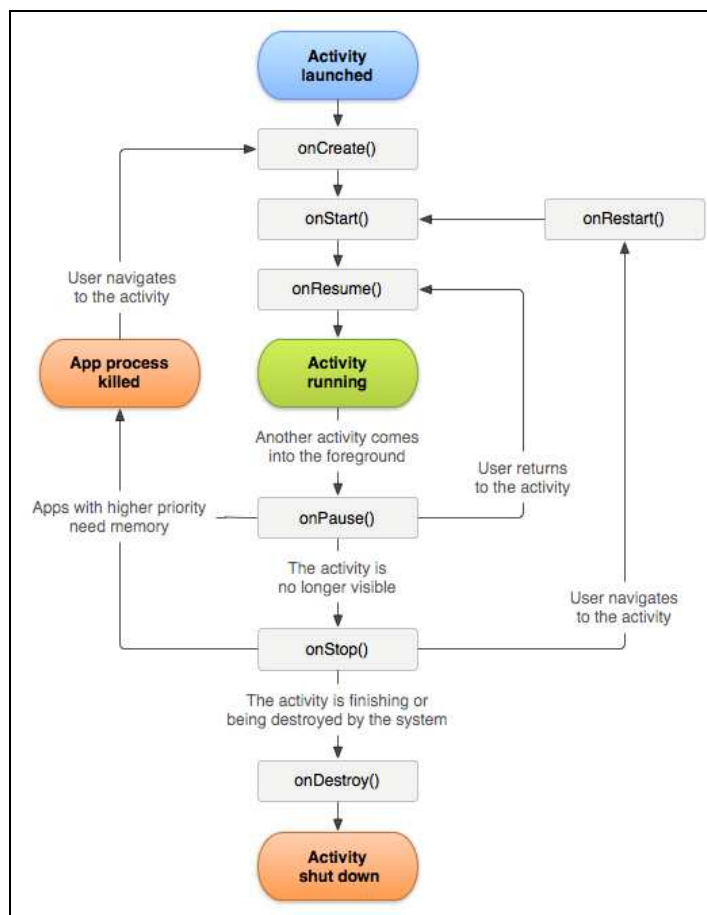 Activity
launched
onCreate()
onStart()
onRestart()
User navigates
to the activity
onResume()
App process
killed
Activity
running
Another activity comes
into the foreground
User returns
to the activity
Apps with higher priority
need memory
onPause()
The activity is
no longer visible
User navigates
to the activity
onStop()
The activity is finishing or
being destroyed by the system
onDestroy()
Activity
shut down